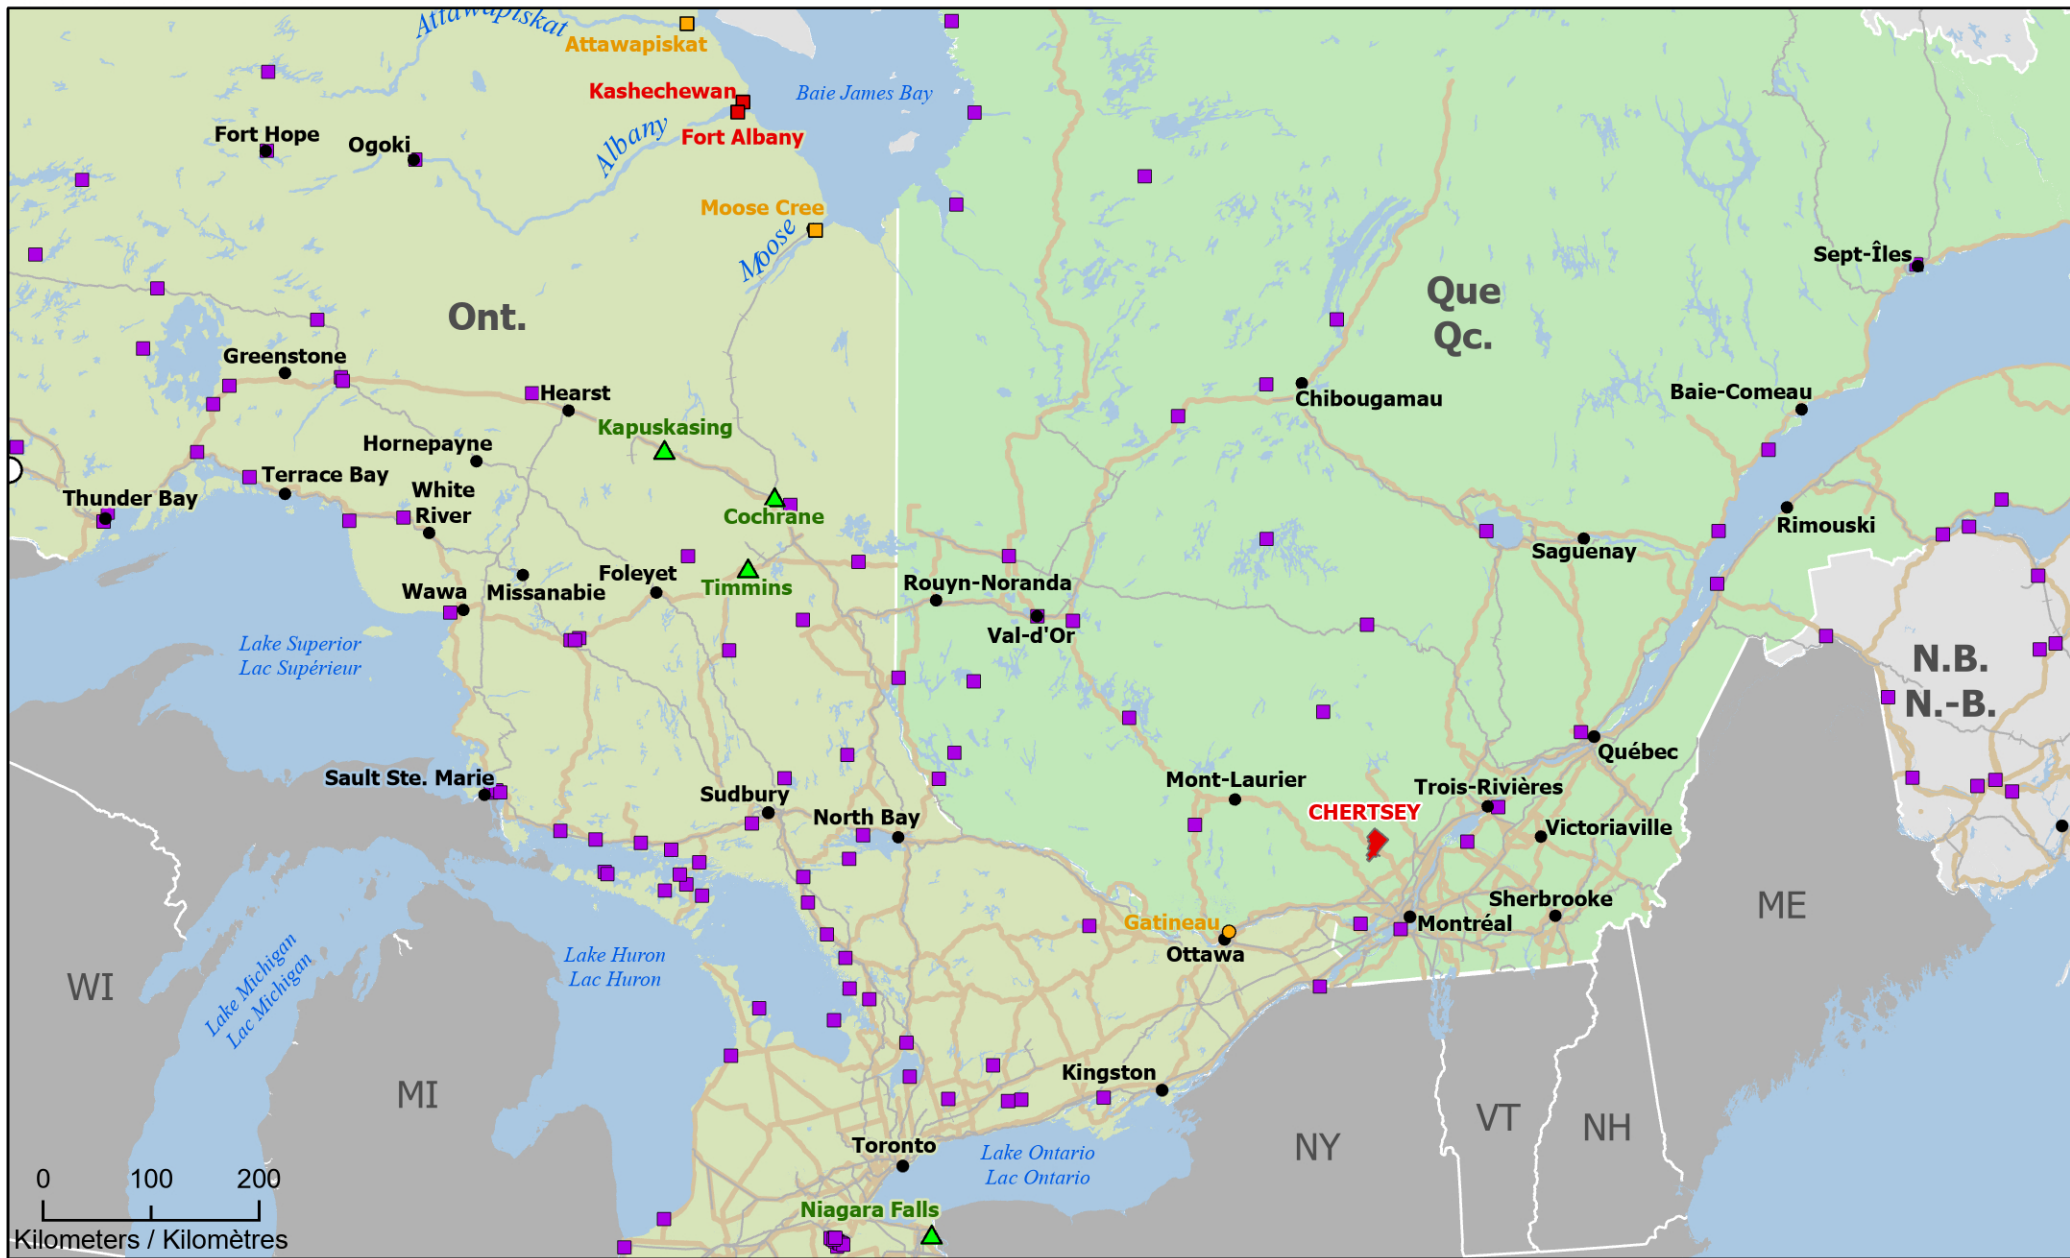 Attawapiskat
Attawapiskat
Kashechewan
Baie James Bay
Fort Albany
Albany
Fort Hope
Ogoki
Moose Cree
Moose
Sept-Îles
Ont.
Que
Qc.
Greenstone
Hearst
Chibougamau
Baie-Comeau
Kapuskasing
Hornepayne
Terrace Bay
White
River
Thunder Bay
Cochrane
Rimouski
Saguenay
Foleyet
Timmins
Rouyn-Noranda
Wawa
Missanabie
Val-d'Or
Lake Superior
Lac Supérieur
N.B.
N.-B.
Québec
Sault Ste. Marie
Sudbury
North Bay
Mont-Laurier
Trois-Rivières
CHERTSEY
Victoriaville
Sherbrooke
Gatineau
Montréal
Ottawa
ME
Lake Huron
Lac Huron
Lake Michigan
Lac Michigan
WI
MI
Kingston
VT
NH
NY
Toronto
Lake Ontario
Lac Ontario
Niagara Falls
0 100 200
Kilometers / Kilomètres